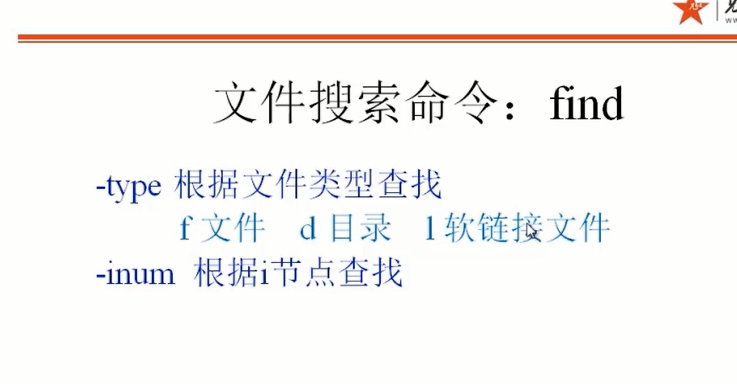 文件搜索命令：find
-type 根据文件类型查找
f 文件 d 目录 l 软链接文件
-inum 根据i节点查找